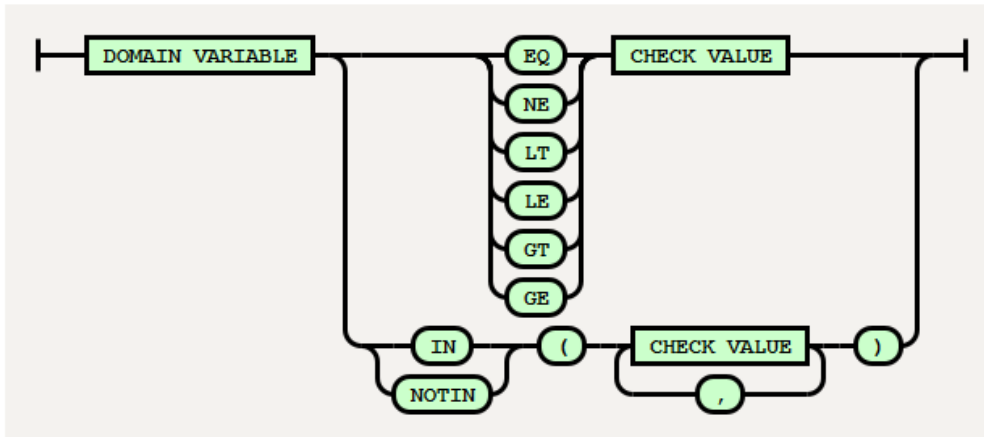 DOMAIN VARIABLE EQ CHECK VALUE
NE
LT
LE
GT
GE
IN ( CHECK VALUE )
NOTIN ,